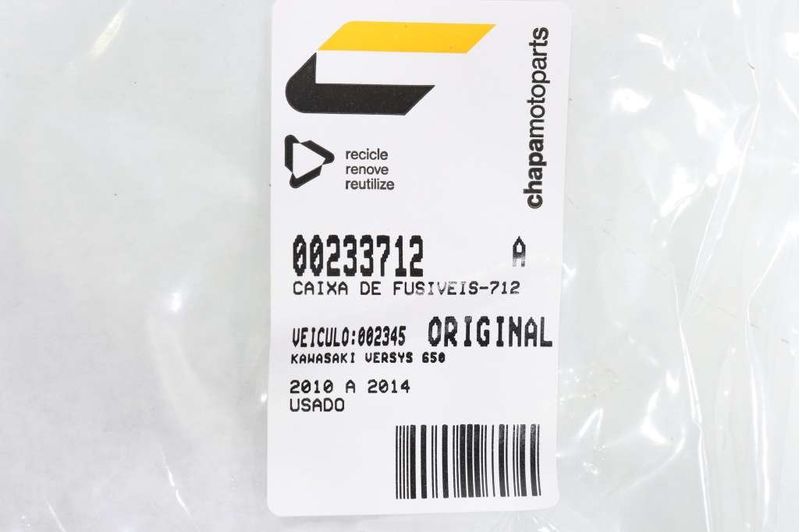 chapamotoparts
recicle
renove
reutilize
00233712 A
CAIXA DE FUSIVEIS-712
VEICULO:002345 ORIGINAL
KAWASAKI VERSYS 650
2010 A 2014
USADO